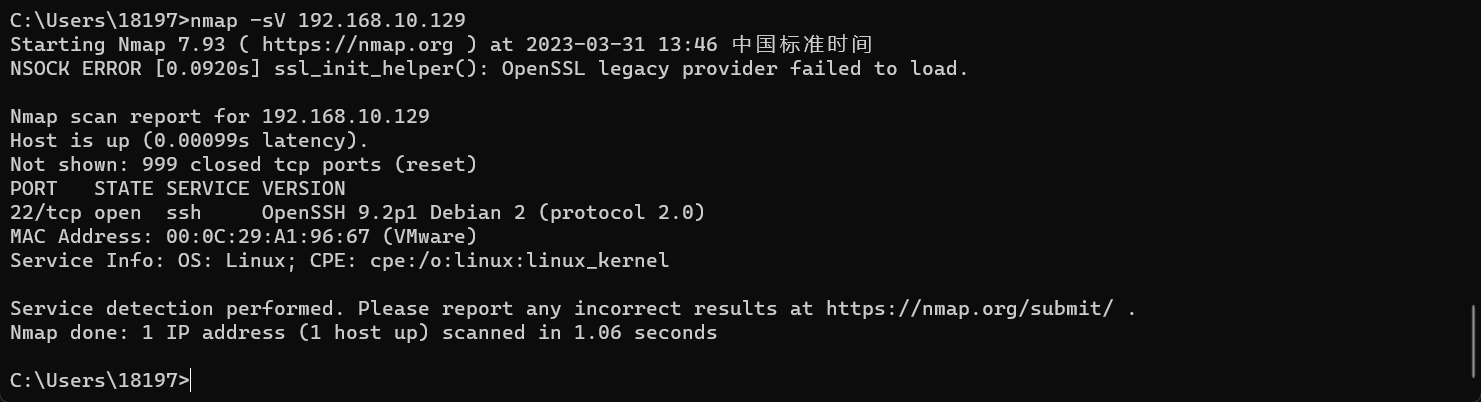 C:\Users\18197>nmap -sV 192.168.10.129
Starting Nmap 7.93 ( https://nmap.org ) at 2023-03-31 13:46 中国标准时间
NSOCK ERROR [0.0920s] ssl_init_helper(): OpenSSL legacy provider failed to load.

Nmap scan report for 192.168.10.129
Host is up (0.00099s latency).
Not shown: 999 closed tcp ports (reset)
PORT   STATE SERVICE VERSION
22/tcp open  ssh     OpenSSH 9.2p1 Debian 2 (protocol 2.0)
MAC Address: 00:0C:29:A1:96:67 (VMware)
Service Info: OS: Linux; CPE: cpe:/o:linux:linux_kernel

Service detection performed. Please report any incorrect results at https://nmap.org/submit/ .
Nmap done: 1 IP address (1 host up) scanned in 1.06 seconds

C:\Users\18197>